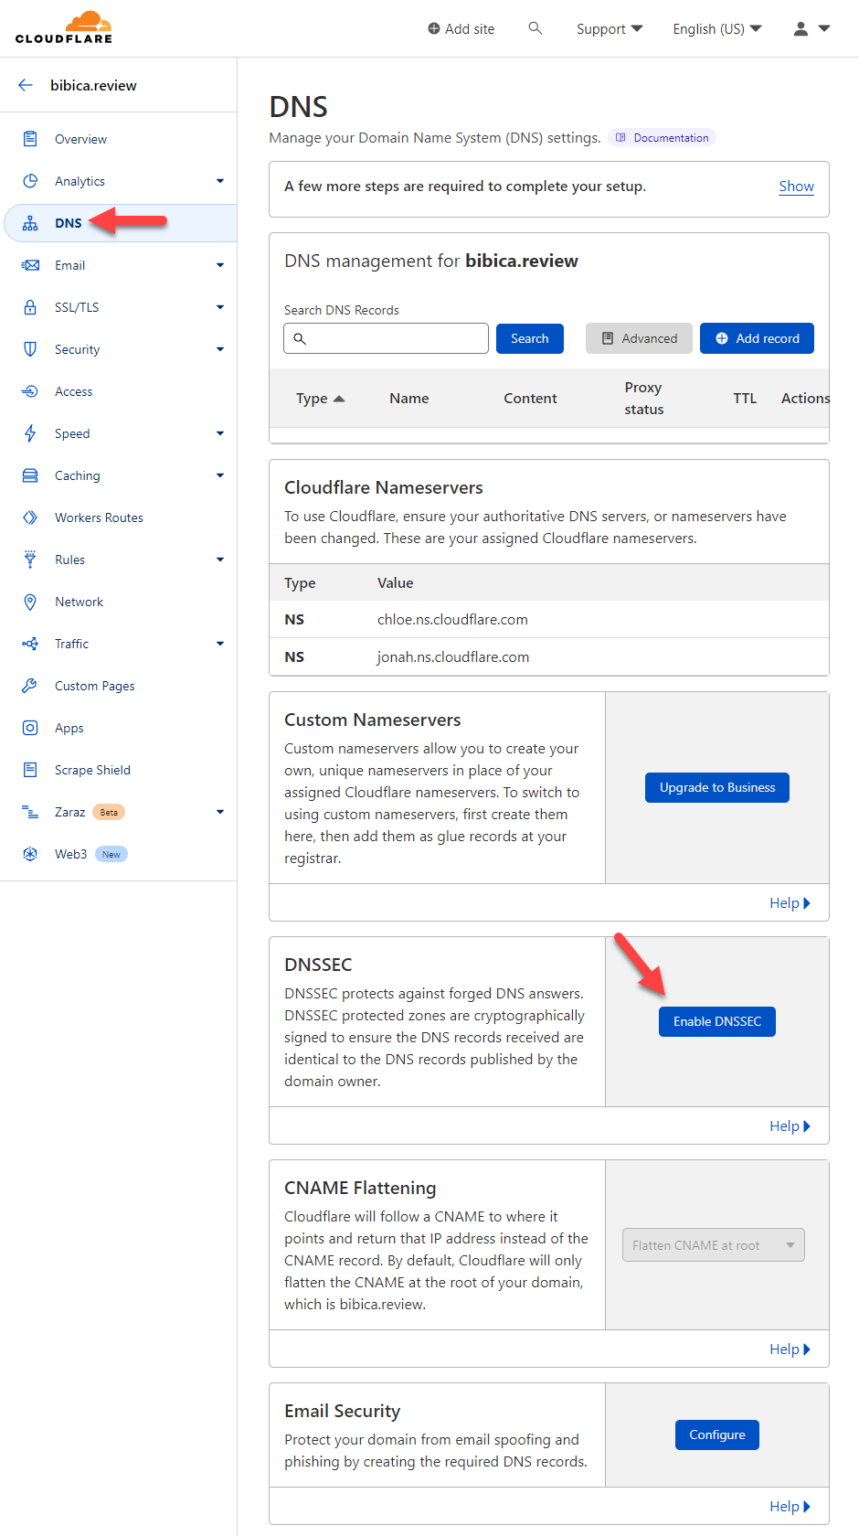 CLOUDFLARE
Add site
Support
English (US)
bibica.review
Overview
Analytics
DNS
Email
SSL/TLS
Security
Access
Speed
Caching
Workers Routes
Rules
Network
Traffic
Custom Pages
Apps
Scrape Shield
Zaraz Beta
Web3 New
DNS
Manage your Domain Name System (DNS) settings. Documentation
A few more steps are required to complete your setup. Show
DNS management for bibica.review
Search DNS Records
Search Advanced Add record
Type Name Content Proxy status TTL Actions
Cloudflare Nameservers
To use Cloudflare, ensure your authoritative DNS servers, or nameservers have
been changed. These are your assigned Cloudflare nameservers.
Type Value
NS chloe.ns.cloudflare.com
NS jonah.ns.cloudflare.com
Custom Nameservers
Custom nameservers allow you to create your
own, unique nameservers in place of your
assigned Cloudflare nameservers. To switch to
using custom nameservers, first create them
here, then add them as glue records at your
registrar.
Upgrade to Business
Help
DNSSEC
DNSSEC protects against forged DNS answers.
DNSSEC protected zones are cryptographically
signed to ensure the DNS records received are
identical to the DNS records published by the
domain owner.
Enable DNSSEC
Help
CNAME Flattening
Cloudflare will follow a CNAME to where it
points and return that IP address instead of the
CNAME record. By default, Cloudflare will only
flatten the CNAME at the root of your domain,
which is bibica.review.
Flatten CNAME at root
Help
Email Security
Protect your domain from email spoofing and
phishing by creating the required DNS records.
Configure
Help